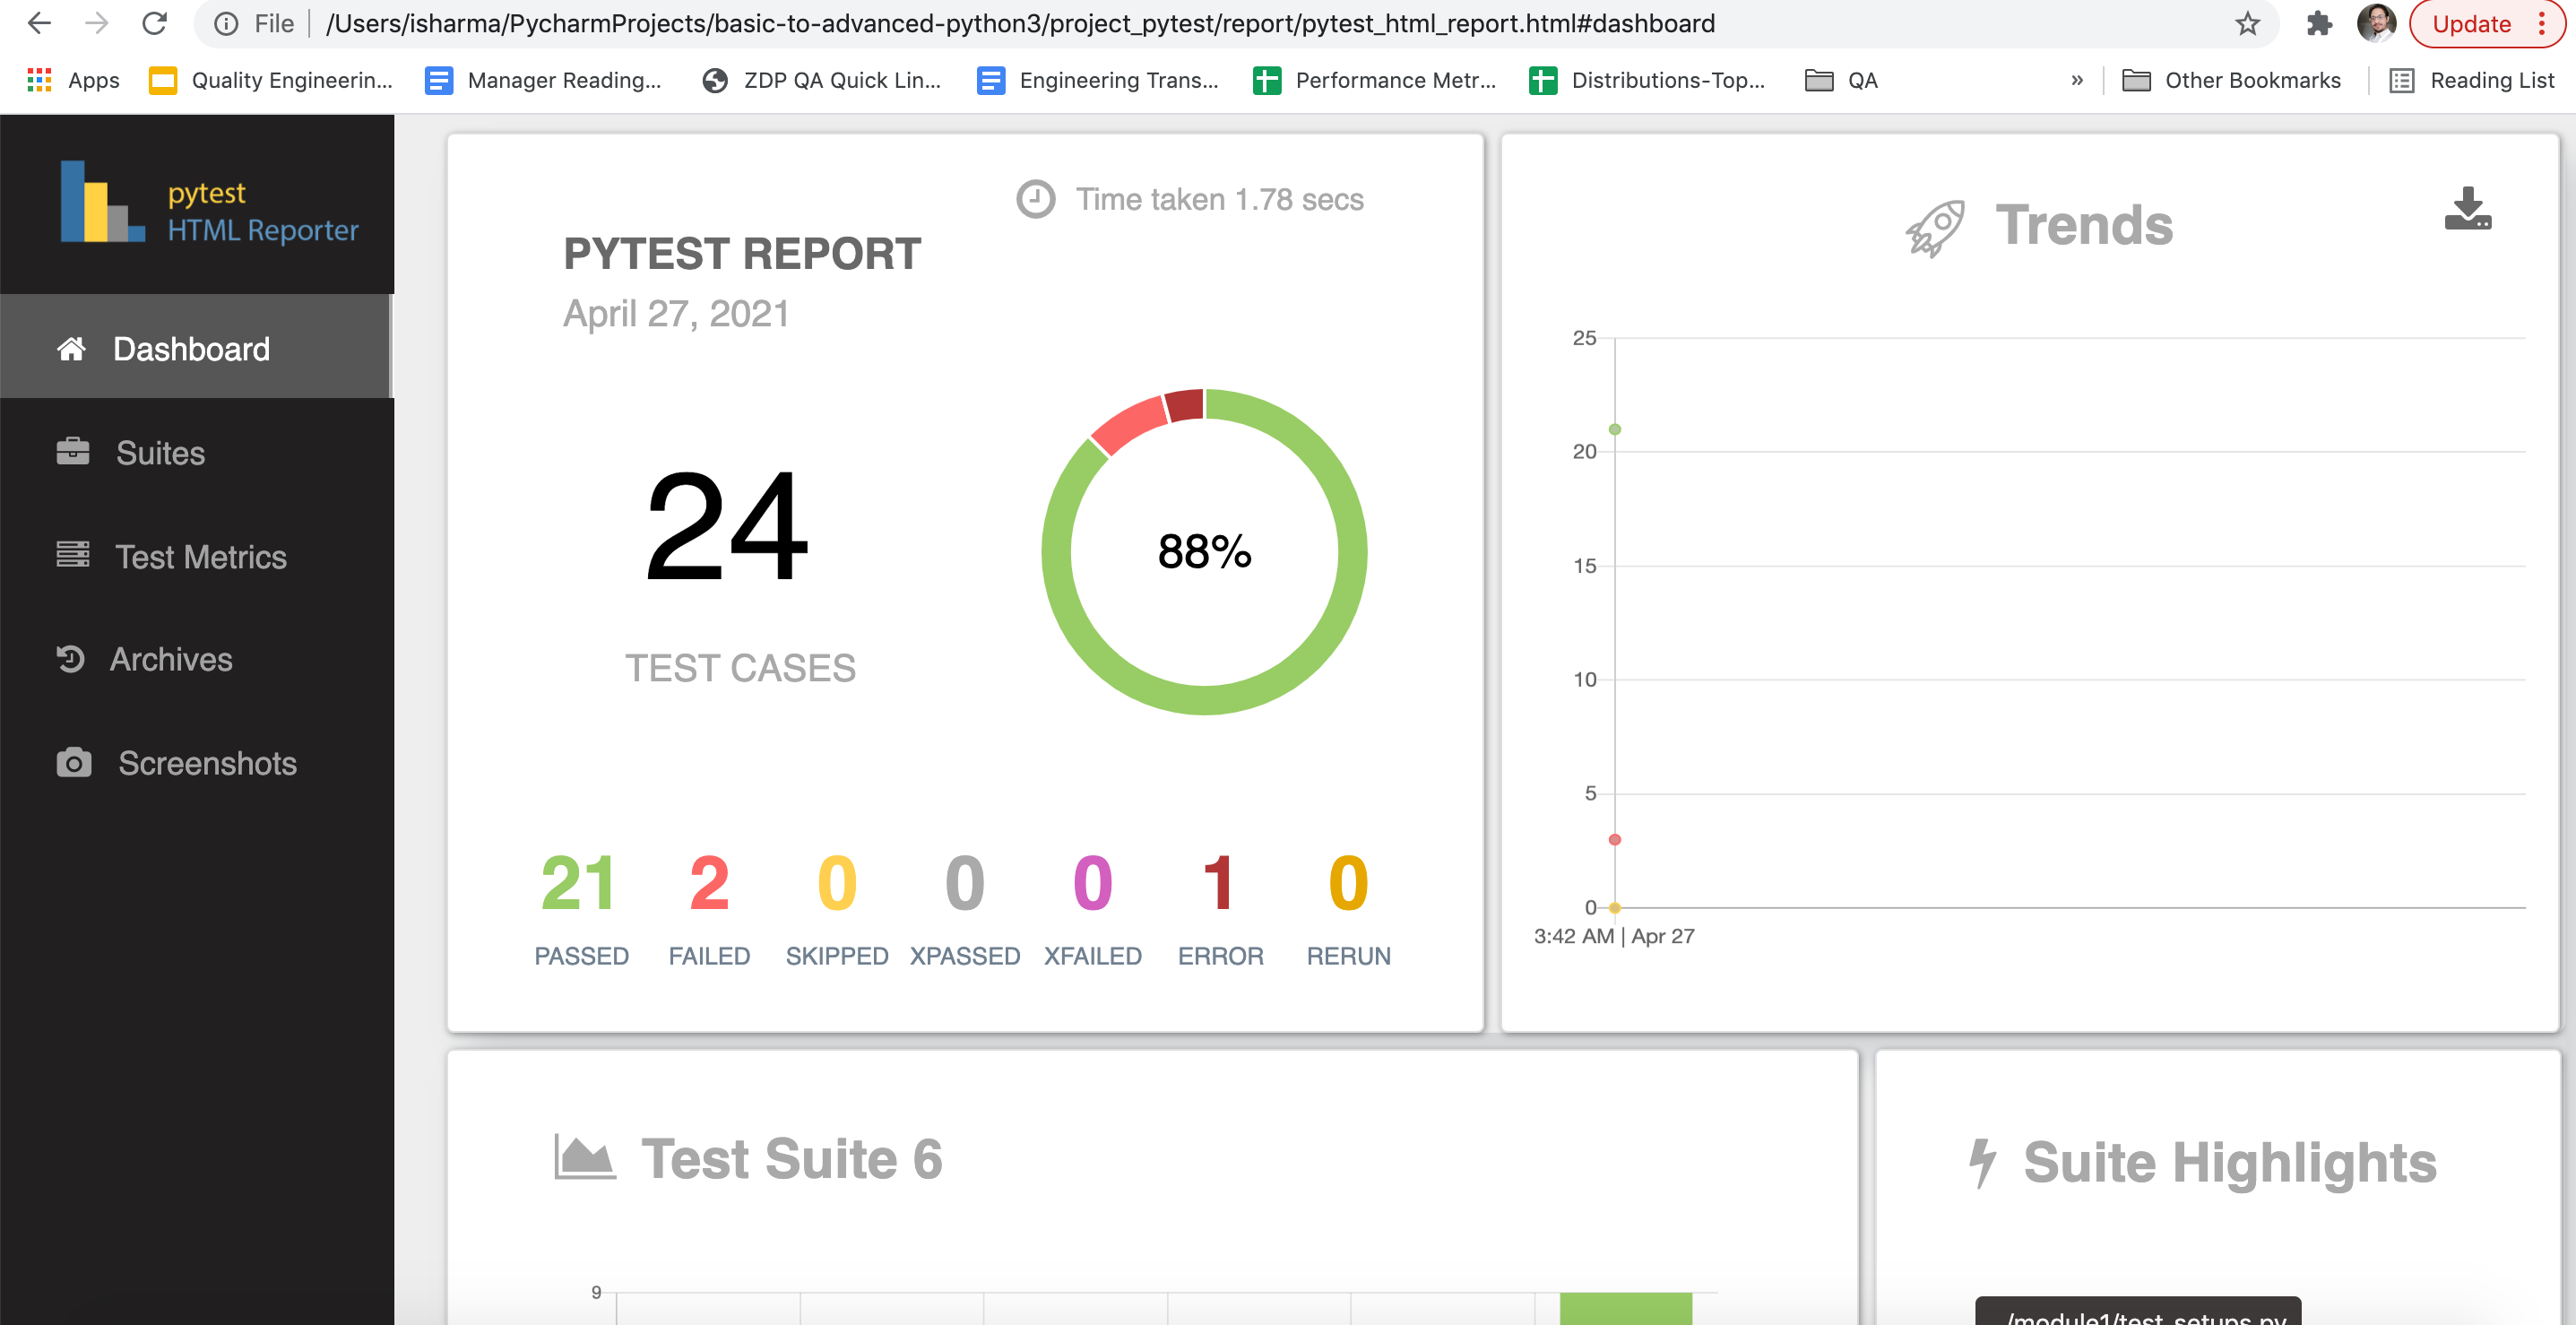 File | /Users/isharma/PycharmProjects/basic-to-advanced-python3/project_pytest/report/pytest_html_report.html#dashboard
Update
Apps
Quality Engineerin...
Manager Reading...
ZDP QA Quick Lin...
Engineering Trans...
Performance Metr...
Distributions-Top...
QA
»
Other Bookmarks
Reading List
pytest
HTML Reporter
Dashboard
Suites
Test Metrics
Archives
Screenshots
Time taken 1.78 secs
PYTEST REPORT
April 27, 2021
24
TEST CASES
88%
21 2 0 0 0 1 0
PASSED FAILED SKIPPED XPASSED XFAILED ERROR RERUN
Trends
25
20
15
10
5
0
3:42 AM | Apr 27
Test Suite 6
9
Suite Highlights
/module1/test_setups.py